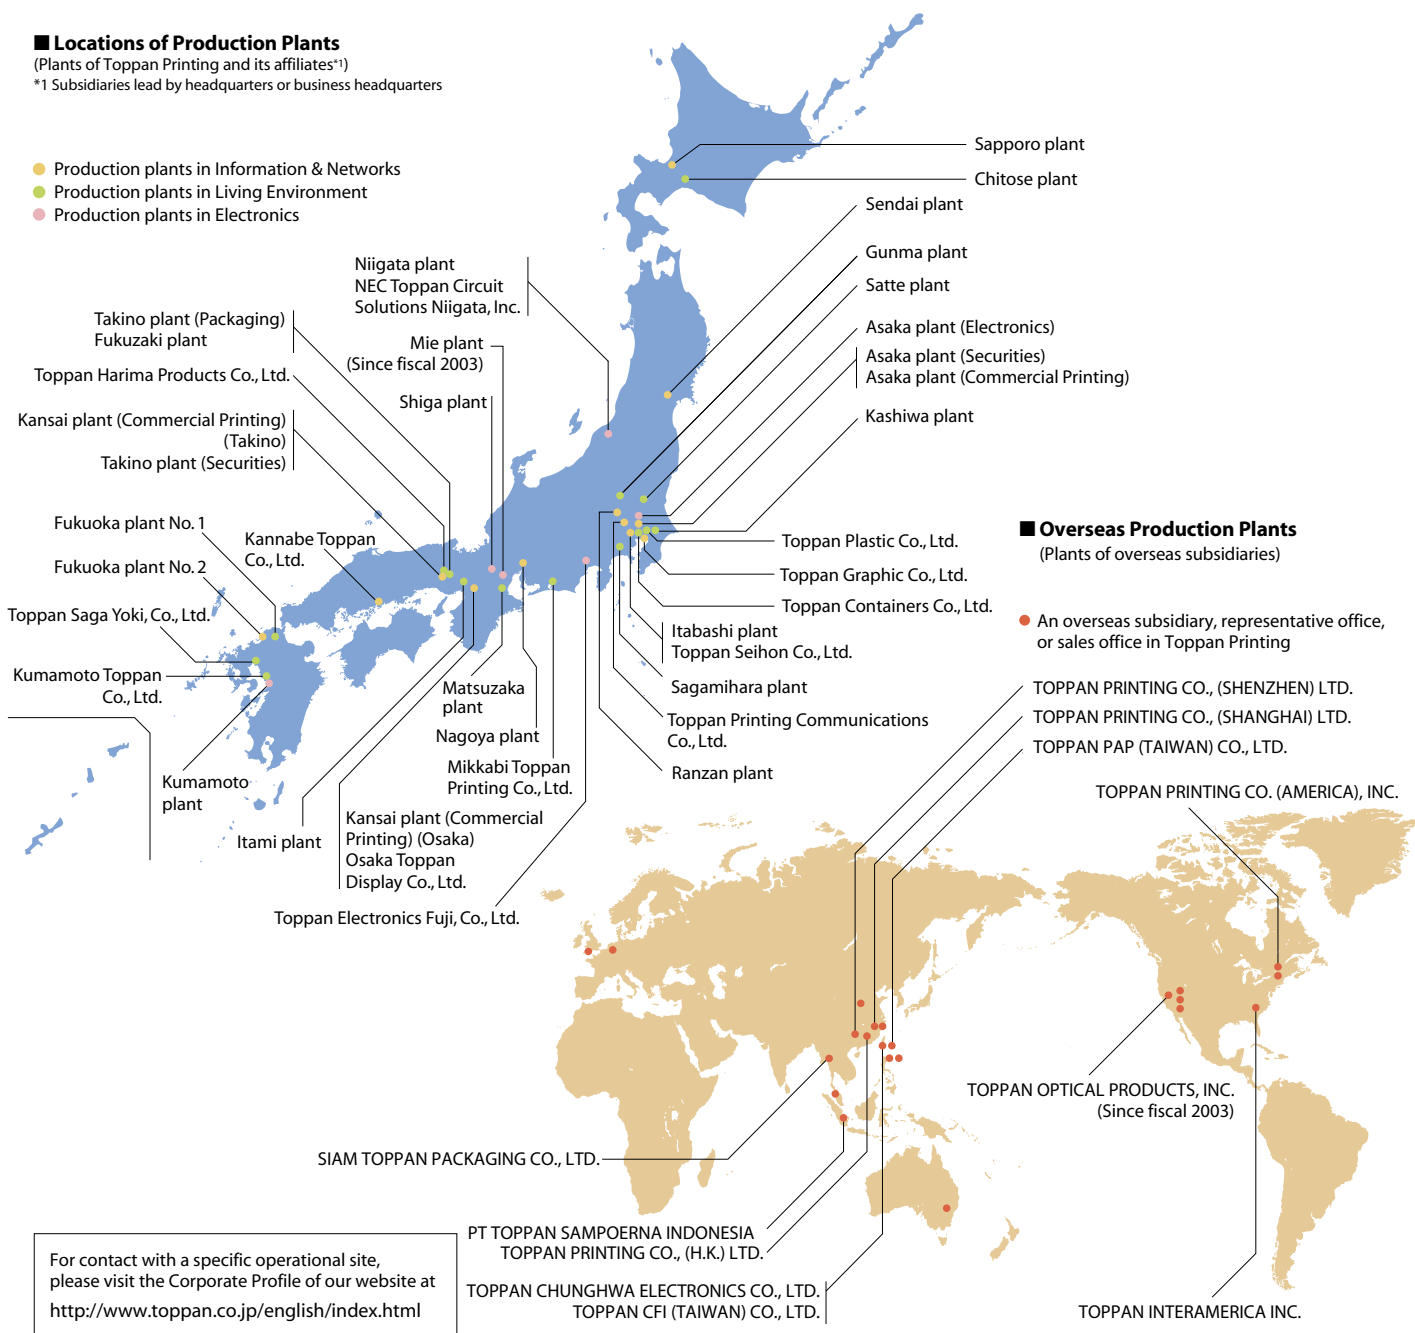 ■ Locations of Production Plants
(Plants of Toppan Printing and its affiliates*1)
*1 Subsidiaries lead by headquarters or business headquarters
Production plants in Information & Networks
Production plants in Living Environment
Production plants in Electronics
Sapporo plant
Chitose plant
Sendai plant
Gunma plant
Satte plant
Asaka plant (Electronics)
Asaka plant (Securities)
Asaka plant (Commercial Printing)
Kashiwa plant
Niigata plant
NEC Toppan Circuit
Solutions Niigata, Inc.
Takino plant (Packaging)
Fukuzaki plant
Mie plant
(Since fiscal 2003)
Toppan Harima Products Co., Ltd.
Shiga plant
Kansai plant (Commercial Printing)
(Takino)
Takino plant (Securities)
Fukuoka plant No. 1
Kannabe Toppan
Co., Ltd.
Fukuoka plant No. 2
Toppan Saga Yoki, Co., Ltd.
Kumamoto Toppan
Co., Ltd.
Kumamoto
plant
Itami plant
Kansai plant (Commercial
Printing) (Osaka)
Osaka Toppan
Display Co., Ltd.
Toppan Electronics Fuji, Co., Ltd.
Matsuzaka
plant
Nagoya plant
Mikkabi Toppan
Printing Co., Ltd.
Toppan Plastic Co., Ltd.
Toppan Graphic Co., Ltd.
Toppan Containers Co., Ltd.
Itabashi plant
Toppan Seihon Co., Ltd.
Sagamihara plant
Toppan Printing Communications
Co., Ltd.
Ranzan plant
■ Overseas Production Plants
(Plants of overseas subsidiaries)
An overseas subsidiary, representative office,
or sales office in Toppan Printing
TOPPAN PRINTING CO., (SHENZHEN) LTD.
TOPPAN PRINTING CO., (SHANGHAI) LTD.
TOPPAN PAP (TAIWAN) CO., LTD.
TOPPAN PRINTING CO. (AMERICA), INC.
TOPPAN OPTICAL PRODUCTS, INC.
(Since fiscal 2003)
SIAM TOPPAN PACKAGING CO., LTD.
PT TOPPAN SAMPOERNA INDONESIA
TOPPAN PRINTING CO., (H.K.) LTD.
TOPPAN CHUNGHWA ELECTRONICS CO., LTD.
TOPPAN CFI (TAIWAN) CO., LTD.
TOPPAN INTERAMERICA INC.
For contact with a specific operational site,
please visit the Corporate Profile of our website at
http://www.toppan.co.jp/english/index.html